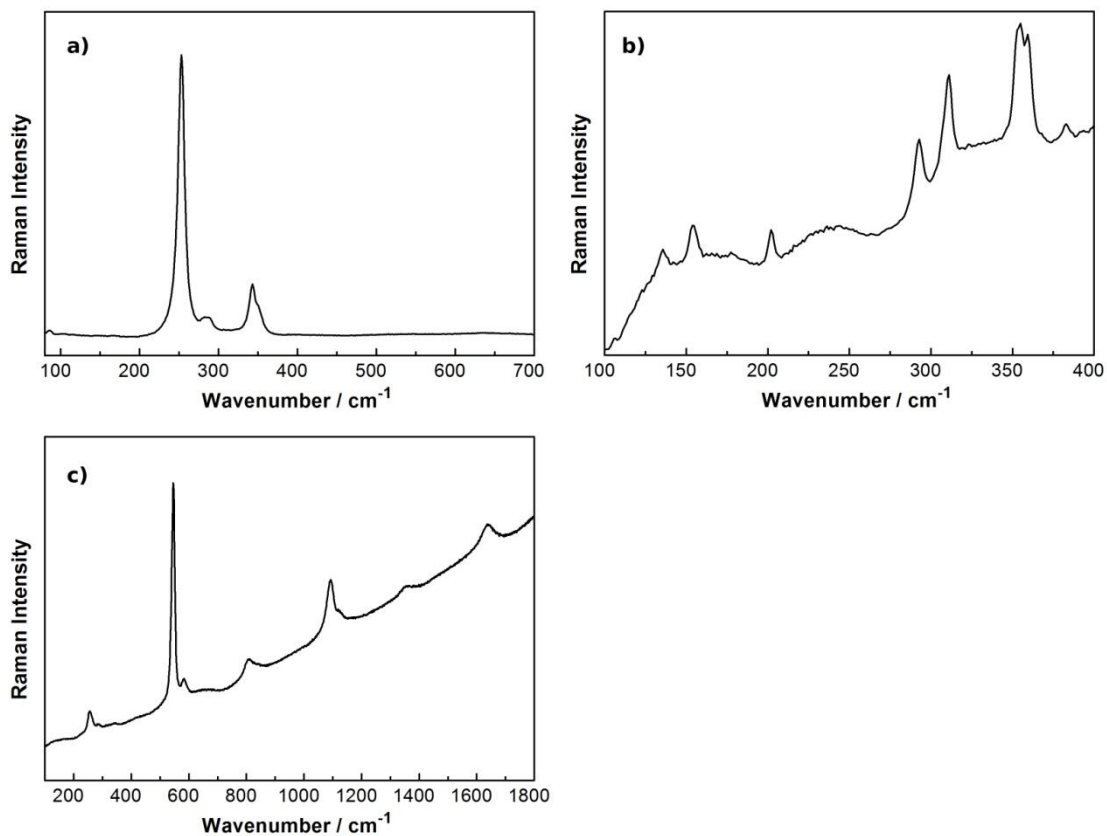 a)
Raman Intensity
100 200 300 400 500 600 700
Wavenumber / cm⁻¹
b)
Raman Intensity
100 150 200 250 300 350 400
Wavenumber / cm⁻¹
c)
Raman Intensity
200 400 600 800 1000 1200 1400 1600 1800
Wavenumber / cm⁻¹